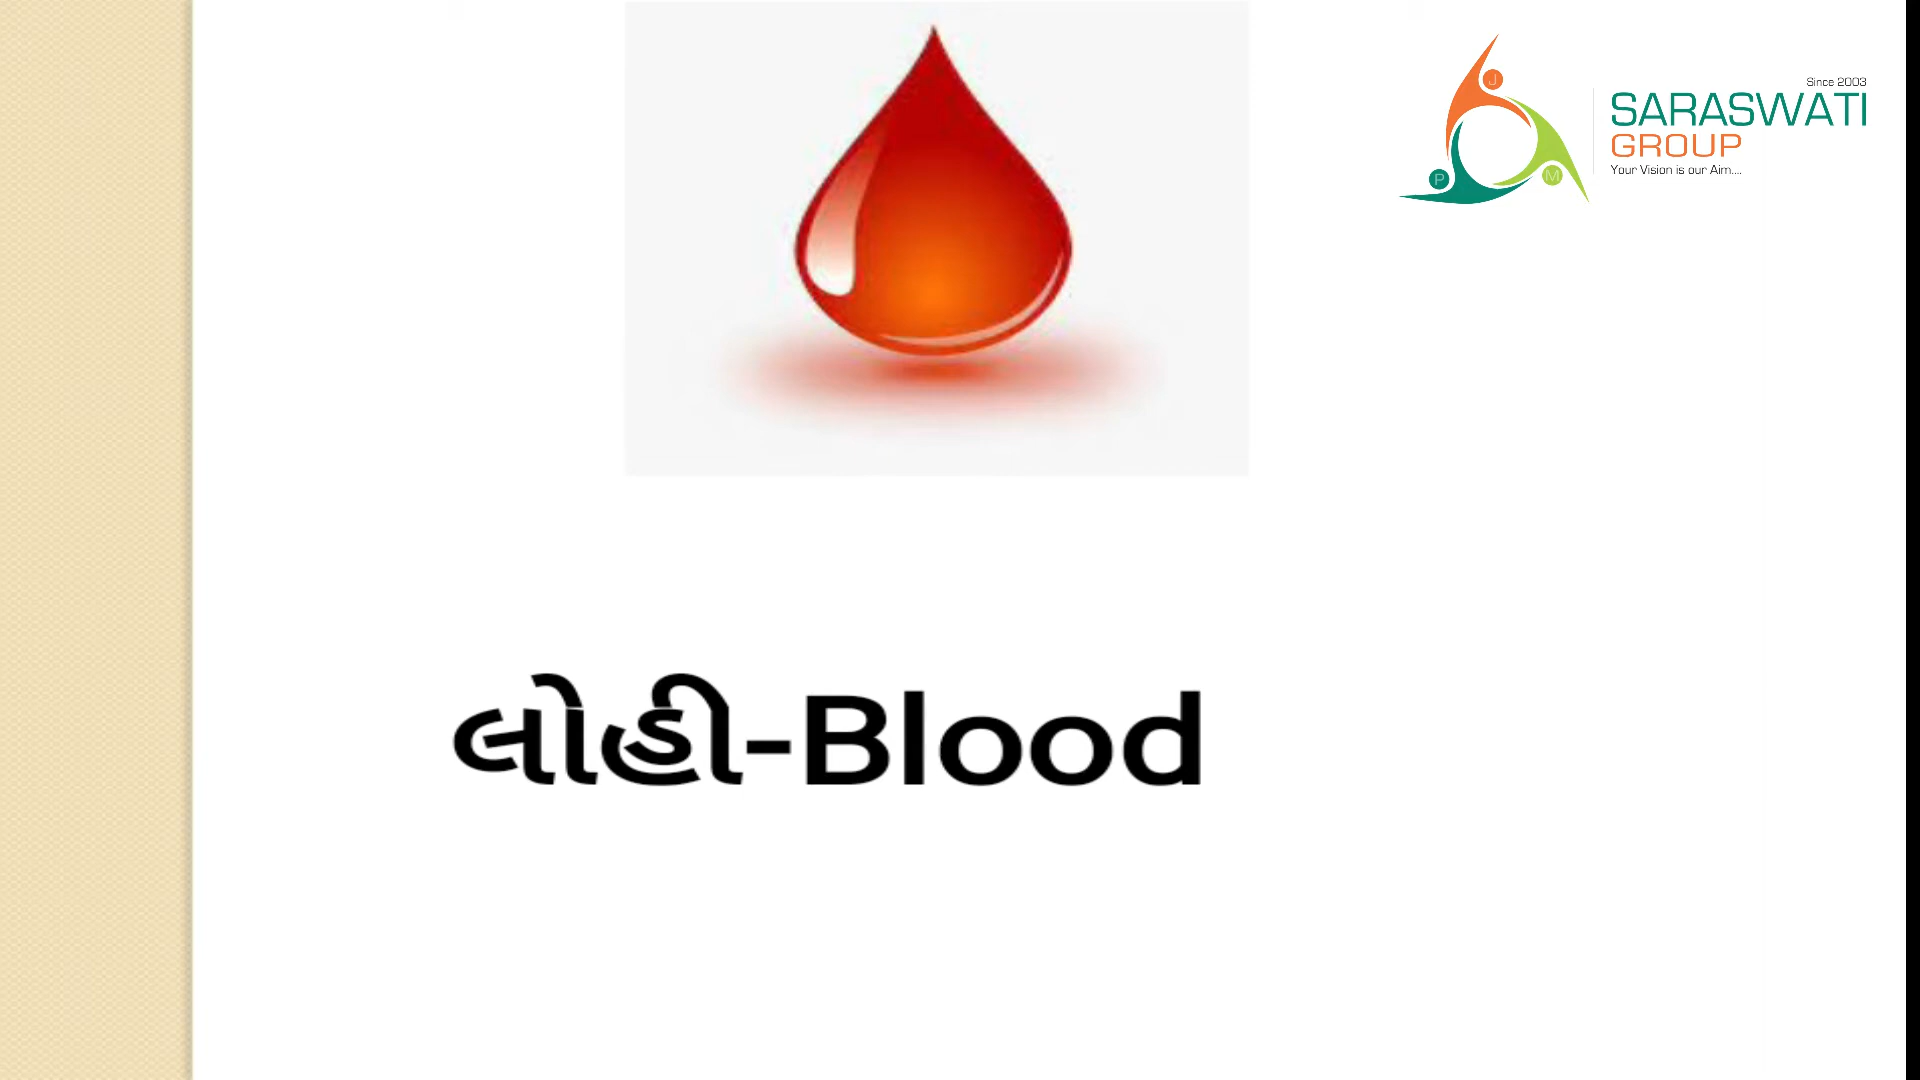 Since 2003
SARASWATI
GROUP
Your Vision is our Aim....
J
P
M
લોહી-Blood